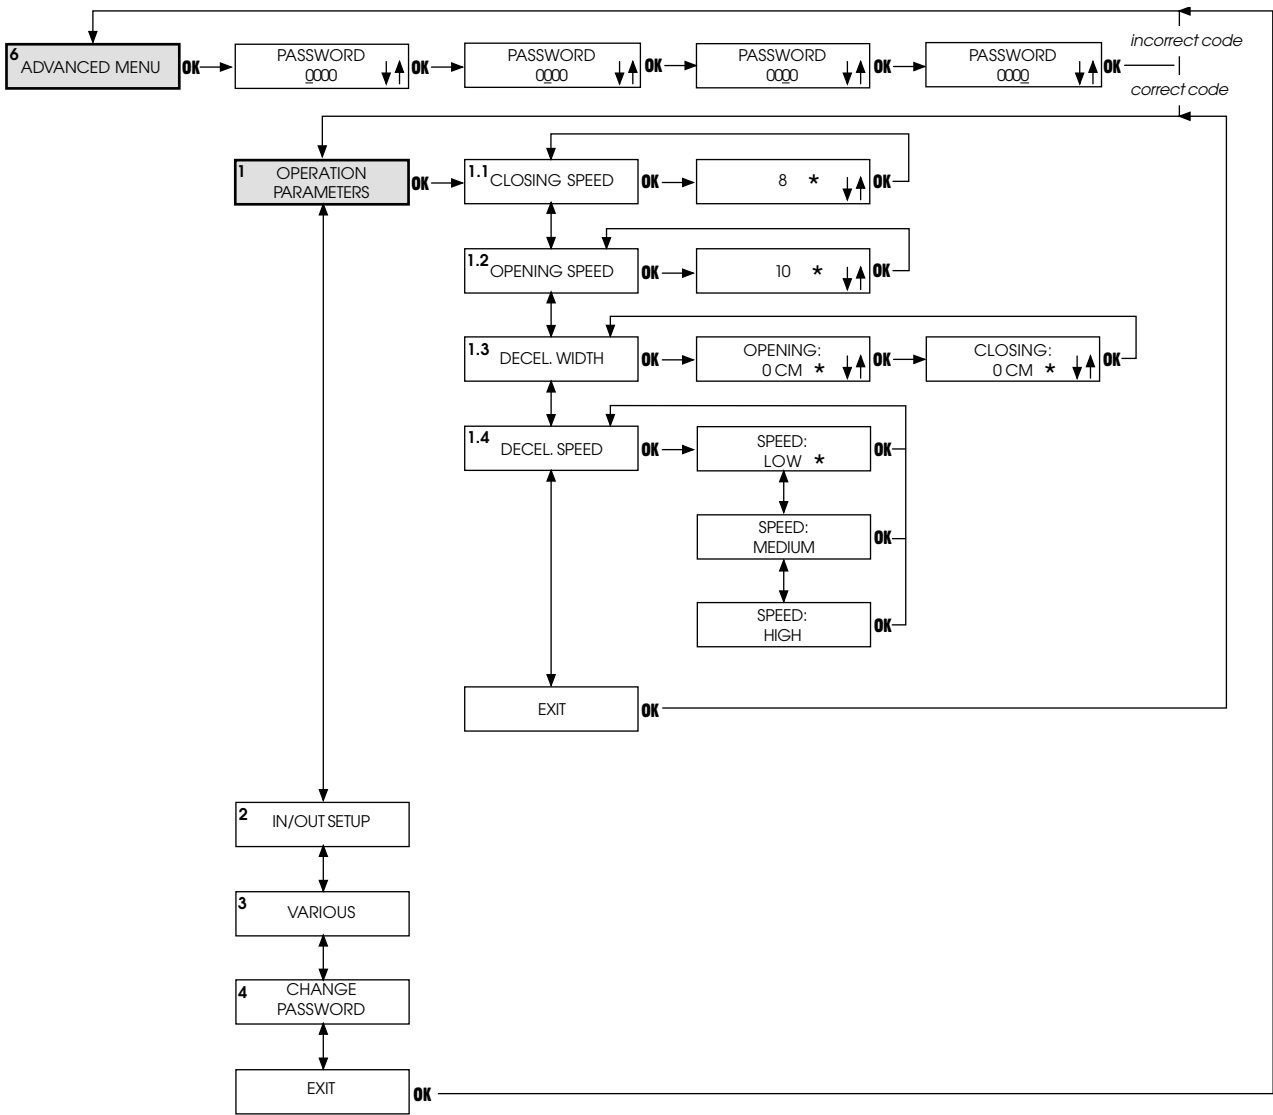 6
ADVANCED MENU
OK
PASSWORD
0000
OK
PASSWORD
0000
OK
PASSWORD
0000
OK
PASSWORD
0000
OK
incorrect code
correct code
1
OPERATION
PARAMETERS
OK
1.1
CLOSING SPEED
OK
8 *
OK
1.2
OPENING SPEED
OK
10 *
OK
1.3
DECEL. WIDTH
OK
OPENING:
0 CM *
OK
CLOSING:
0 CM *
OK
1.4
DECEL. SPEED
OK
SPEED:
LOW *
OK
SPEED:
MEDIUM
OK
SPEED:
HIGH
OK
EXIT
OK
2
IN/OUT SETUP
3
VARIOUS
4
CHANGE
PASSWORD
EXIT
OK